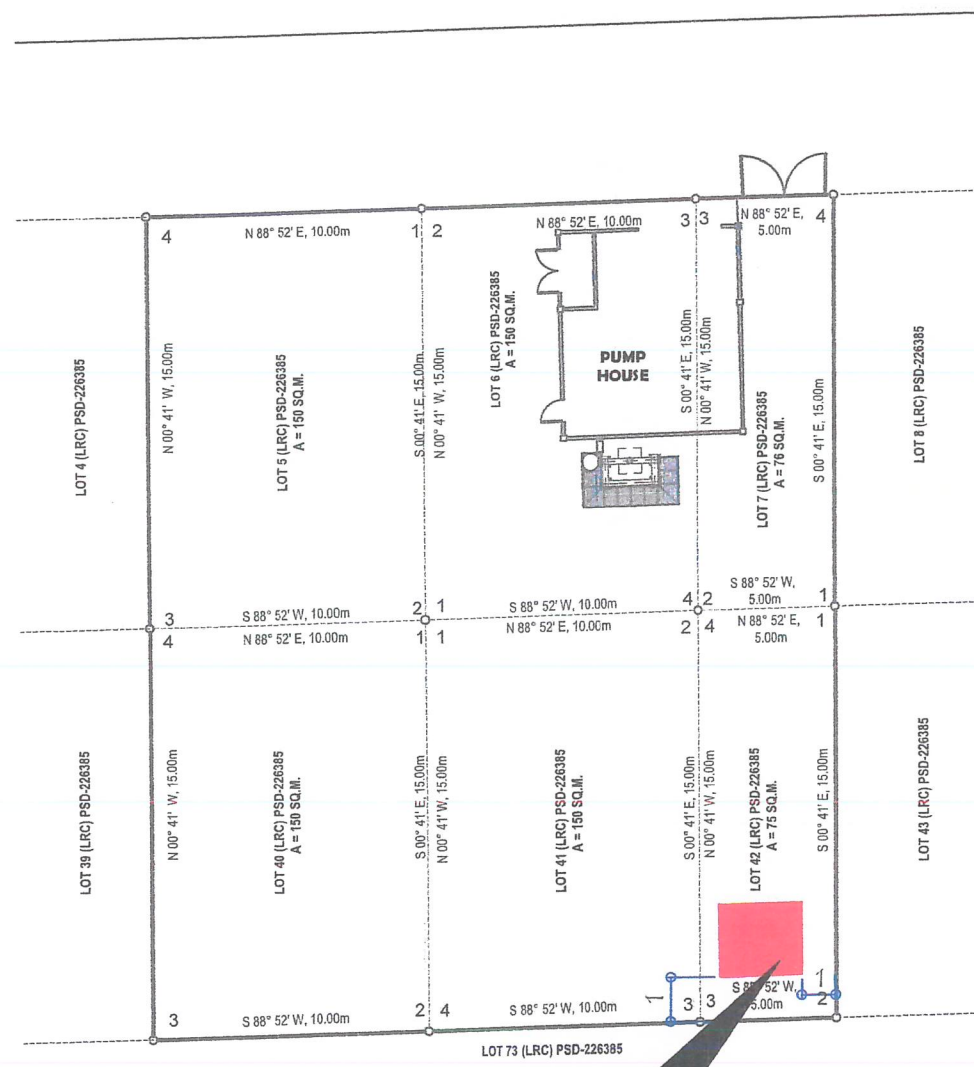 4
N 88° 52' E, 10.00m
1
2
N 88° 52' E, 10.00m
3
3
N 88° 52' E,
5.00m
4
LOT 4 (LRC) PSD-226385
N 00° 41' W, 15.00m
LOT 5 (LRC) PSD-226385
A = 150 SQ.M.
S 00° 41' E, 15.00m
N 00° 41' W, 15.00m
LOT 6 (LRC) PSD-226385
A = 150 SQ.M.
PUMP
HOUSE
S 00° 41' E, 15.00m
N 00° 41' W, 15.00m
LOT 7 (LRC) PSD-226385
A = 76 SQ.M.
S 00° 41' E, 15.00m
LOT 8 (LRC) PSD-226385
3
S 88° 52' W, 10.00m
2
1
S 88° 52' W, 10.00m
4
2
S 88° 52' W,
5.00m
1
4
N 88° 52' E, 10.00m
1
1
N 88° 52' E, 10.00m
2
4
N 88° 52' E,
5.00m
1
LOT 39 (LRC) PSD-226385
N 00° 41' W, 15.00m
LOT 40 (LRC) PSD-226385
A = 150 SQ.M.
S 00° 41' E, 15.00m
N 00° 41' W, 15.00m
LOT 41 (LRC) PSD-226385
A = 150 SQ.M.
S 00° 41' E, 15.00m
N 00° 41' W, 15.00m
LOT 42 (LRC) PSD-226385
A = 75 SQ.M.
S 00° 41' E, 15.00m
LOT 43 (LRC) PSD-226385
3
S 88° 52' W, 10.00m
2
4
S 88° 52' W, 10.00m
1
3
3
S 52' W,
5.00m
1
2
LOT 73 (LRC) PSD-226385